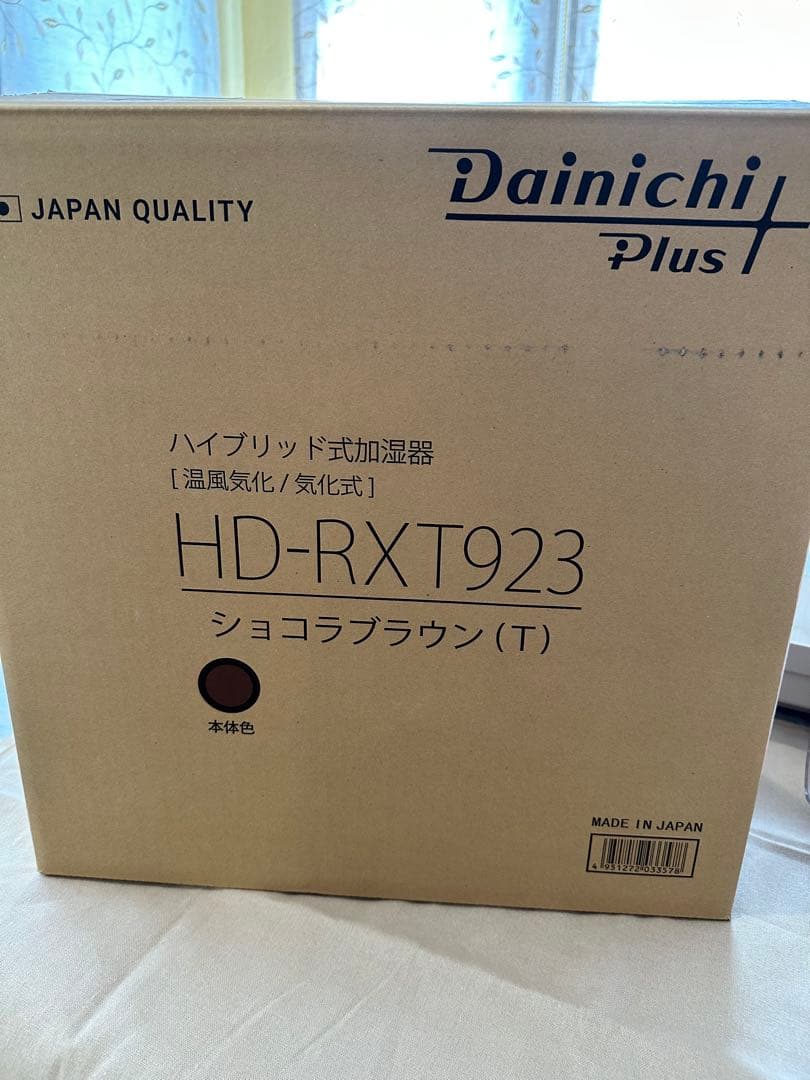 JAPAN QUALITY
Dainichi
Plus
ハイブリッド式加湿器
[温風気化/気化式]
HD-RXT923
ショコラブラウン(T)
本体色
MADE IN JAPAN
4951272033578